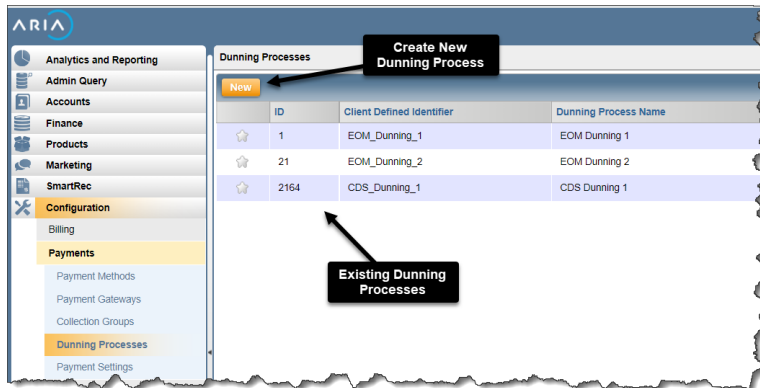 ARIA
Analytics and Reporting
Admin Query
Accounts
Finance
Products
Marketing
SmartRec
Configuration
Billing
Payments
Payment Methods
Payment Gateways
Collection Groups
Dunning Processes
Payment Settings
Dunning Processes
Create New
Dunning Process
New
ID Client Defined Identifier Dunning Process Name
1 EOM_Dunning_1 EOM Dunning 1
21 EOM_Dunning_2 EOM Dunning 2
2164 CDS_Dunning_1 CDS Dunning 1
Existing Dunning
Processes